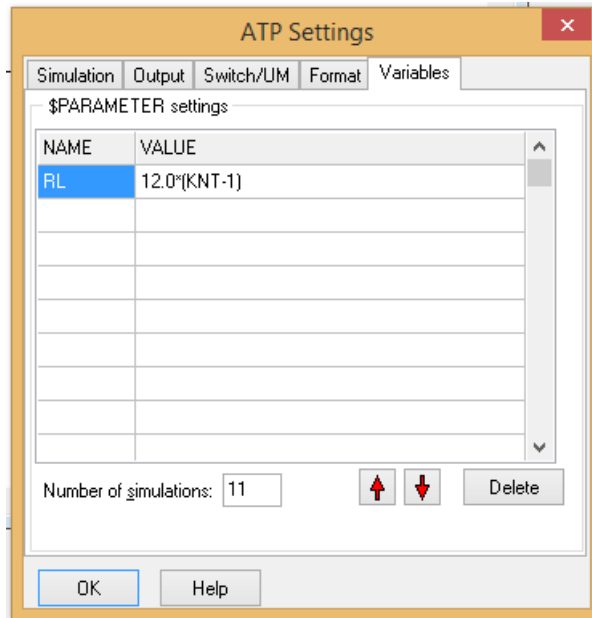 ATP Settings
Simulation Output Switch/UM Format Variables
$PARAMETER settings
NAME VALUE
RL 12.0*(KNT-1)
Number of simulations: 11 Delete
OK Help